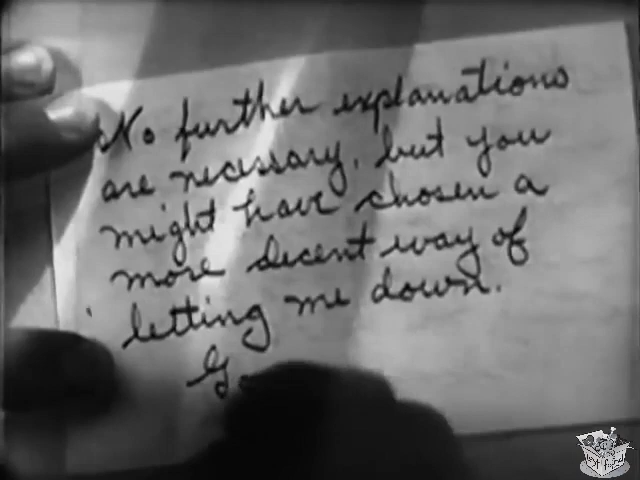 No further explanations
are necessary, but you
might have chosen a
more decent way of
letting me down.